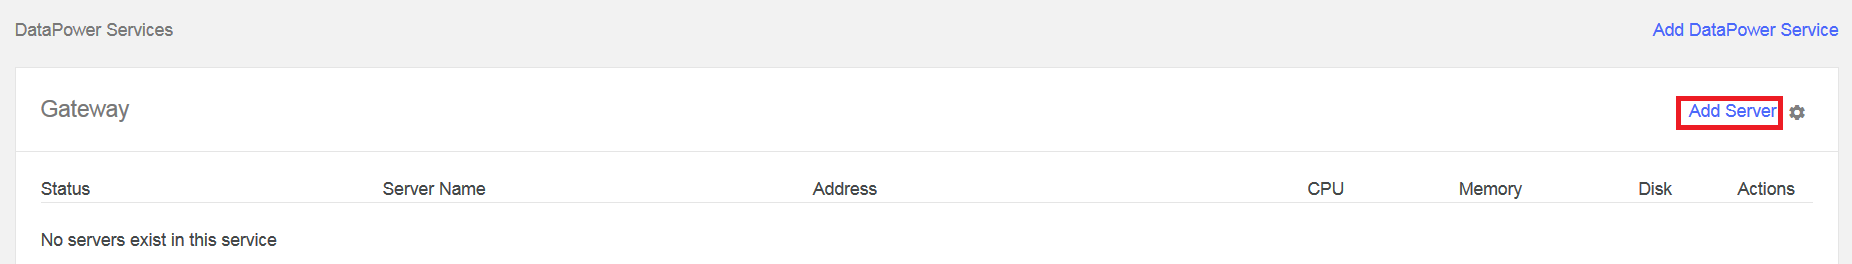 DataPower Services Add DataPower Service
Gateway Add Server
Status Server Name Address CPU Memory Disk Actions
No servers exist in this service